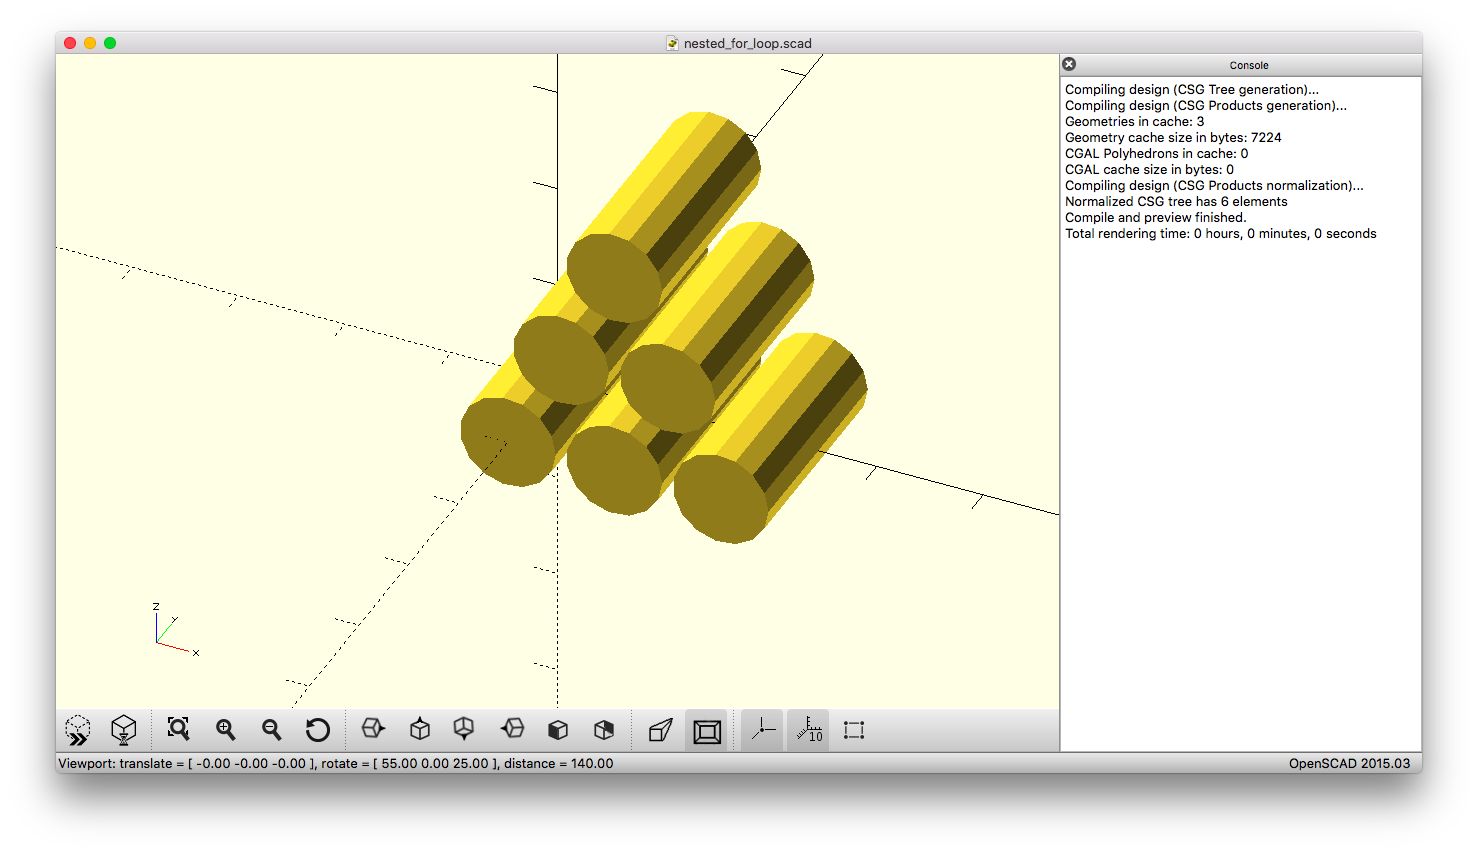 nested_for_loop.scad
Console
Compiling design (CSG Tree generation)...
Compiling design (CSG Products generation)...
Geometries in cache: 3
Geometry cache size in bytes: 7224
CGAL Polyhedrons in cache: 0
CGAL cache size in bytes: 0
Compiling design (CSG Products normalization)...
Normalized CSG tree has 6 elements
Compile and preview finished.
Total rendering time: 0 hours, 0 minutes, 0 seconds
z
y
x
10
Viewport: translate = [ -0.00 -0.00 -0.00 ], rotate = [ 55.00 0.00 25.00 ], distance = 140.00
OpenSCAD 2015.03